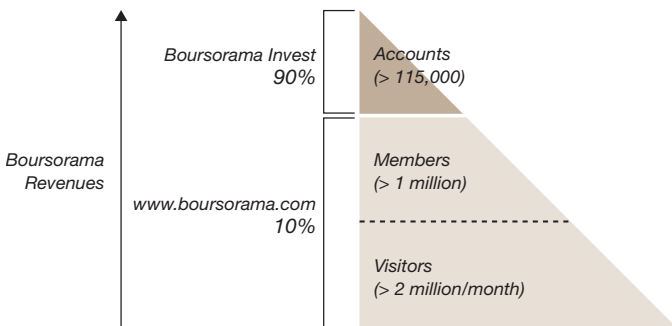 Boursorama Invest
90%
Accounts
(> 115,000)
Boursorama
Revenues
Members
(> 1 million)
www.boursorama.com
10%
Visitors
(> 2 million/month)